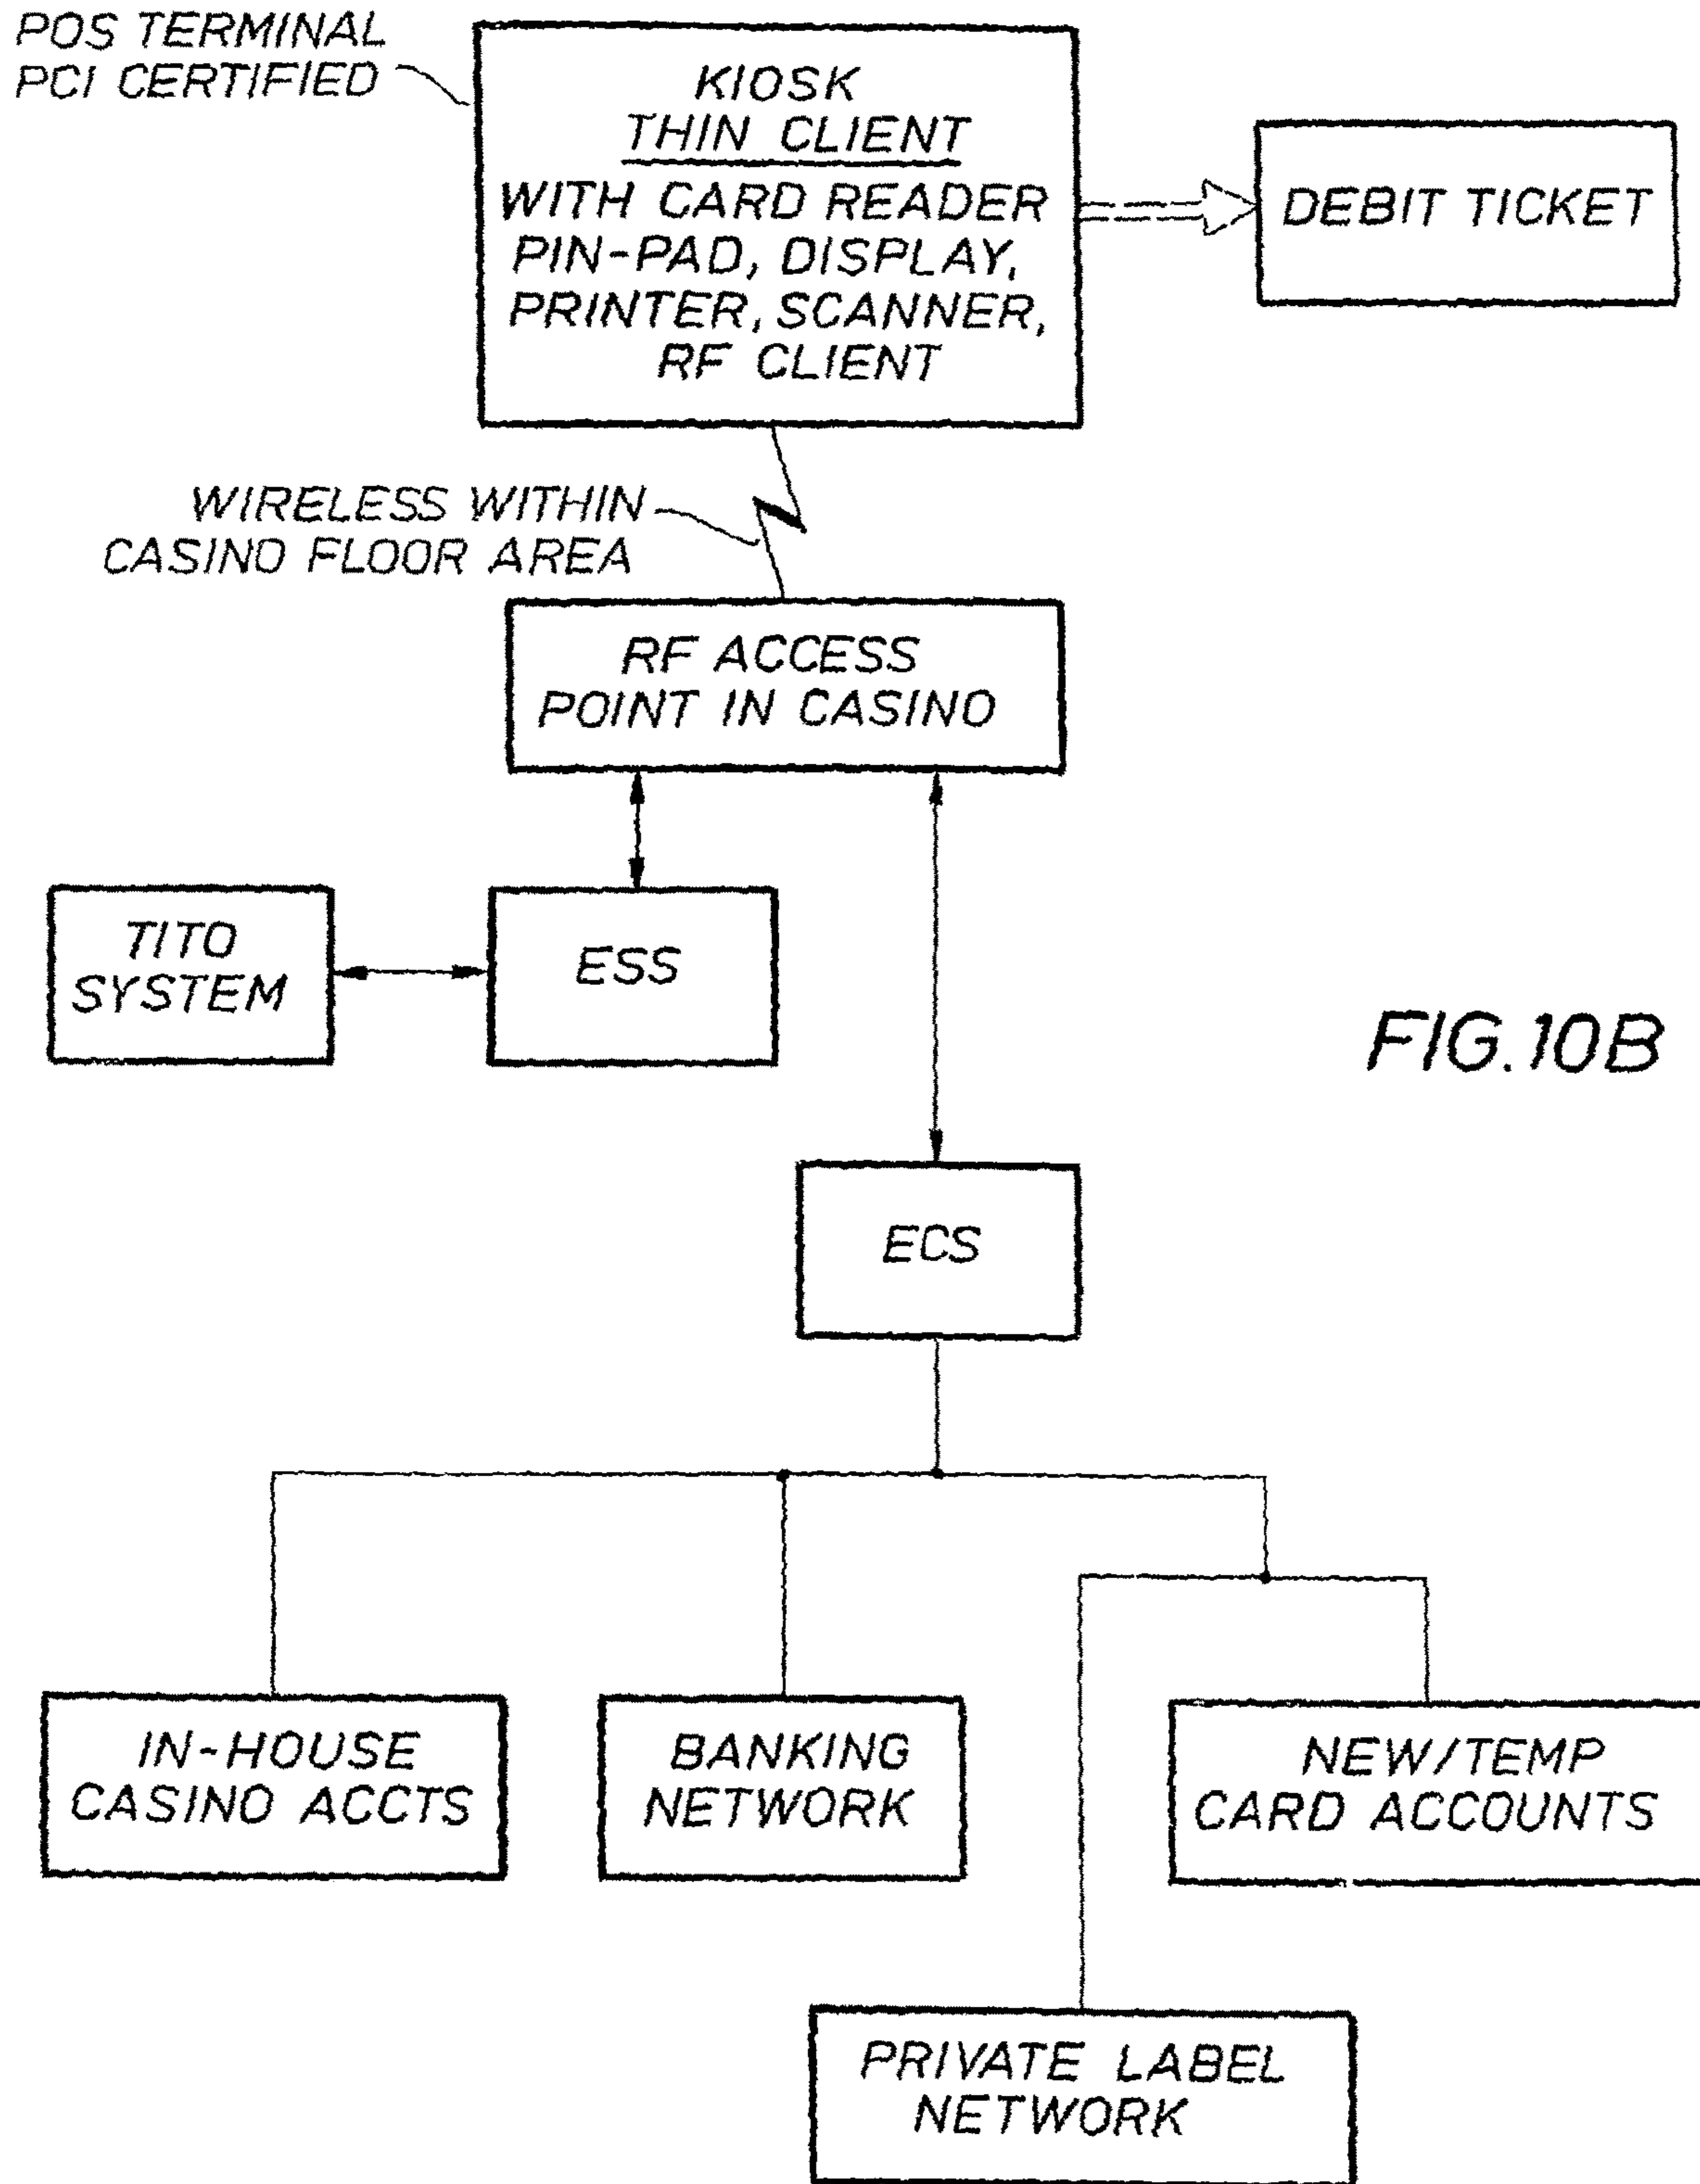 POS TERMINAL
PCI CERTIFIED
KIOSK
THIN CLIENT
WITH CARD READER
PIN-PAD, DISPLAY,
PRINTER, SCANNER,
RF CLIENT
DEBIT TICKET
WIRELESS WITHIN
CASINO FLOOR AREA
RF ACCESS
POINT IN CASINO
TITO
SYSTEM
ESS
FIG. 10B
ECS
IN-HOUSE
CASINO ACCTS
BANKING
NETWORK
NEW/TEMP
CARD ACCOUNTS
PRIVATE LABEL
NETWORK